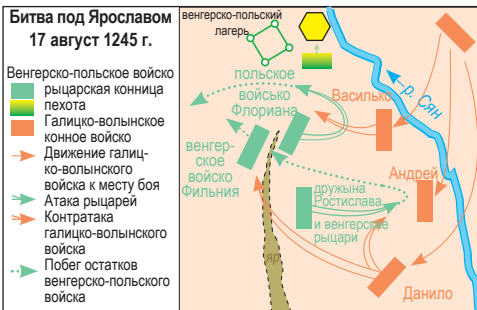 Битва под Ярославом
17 август 1245 г.
Венгерско-польское войско
рыцарская конница
пехота
Галицко-волынское
конное войско
Движение галиц-
ко-волынского
войска к месту боя
Атака рыцарей
Контратака
галицко-волынского
войска
Побег остатков
венгерско-польского
войска
венгерско-польский
лагерь
польское
войсько
Флориана
Василько
р. Сян
венгер-
ское
войско
Фильния
Андрей
дружына
Ростислава
и венгерские
рыцари
яр
Данило